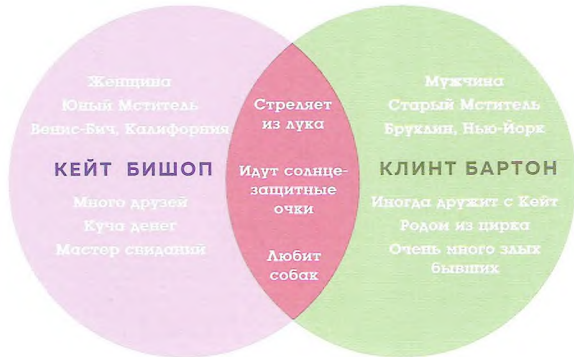 Женщина
Юный Мститель
Венис-Бич, Калифорния
КЕЙТ БИШОП
Много друзей
Куча денег
Мастер свиданий
Стреляет
из лука
Идут солнце-
защитные
очки
Любит
собак
Мужчина
Старый Мститель
Бруклин, Нью-Йорк
КЛИНТ БАРТОН
Иногда дружит с Кейт
Родом из цирка
Очень много злых
бывших